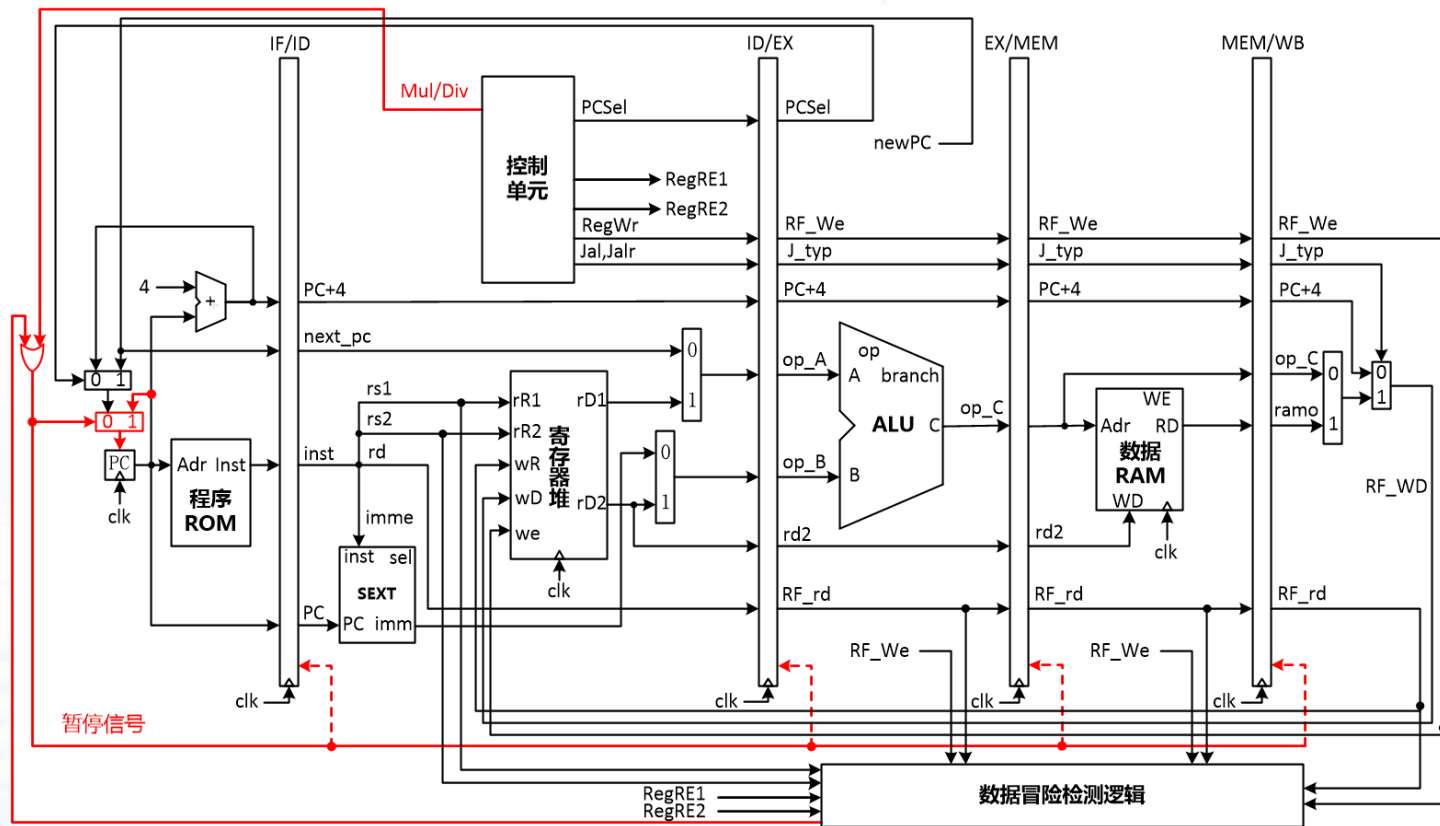 IF/ID
ID/EX
EX/MEM
MEM/WB
Mul/Div
控制
单元
PCSel
PCSel
newPC
RegRE1
RegRE2
RegWr
RF_We
RF_We
RF_We
Jal,Jalr
J_typ
J_typ
J_typ
4
+
PC+4
PC+4
PC+4
PC+4
next_pc
0
1
0 1
0 1
PC
clk
Adr Inst
程序
ROM
inst
rs1
rs2
rd
imme
rR1
rR2
wR
wD
we
寄存器堆
rD1
rD2
clk
0
1
op_A
op_B
op
A
branch
ALU
C
B
op_C
WE
Adr
RD
数据
RAM
WD
clk
op_C
ramo
0
1
0
1
RF_WD
rd2
rd2
inst sel
SEXT
PC imm
PC
RF_rd
RF_rd
RF_rd
RF_We
RF_We
clk
clk
clk
clk
暂停信号
RegRE1
RegRE2
数据冒险检测逻辑